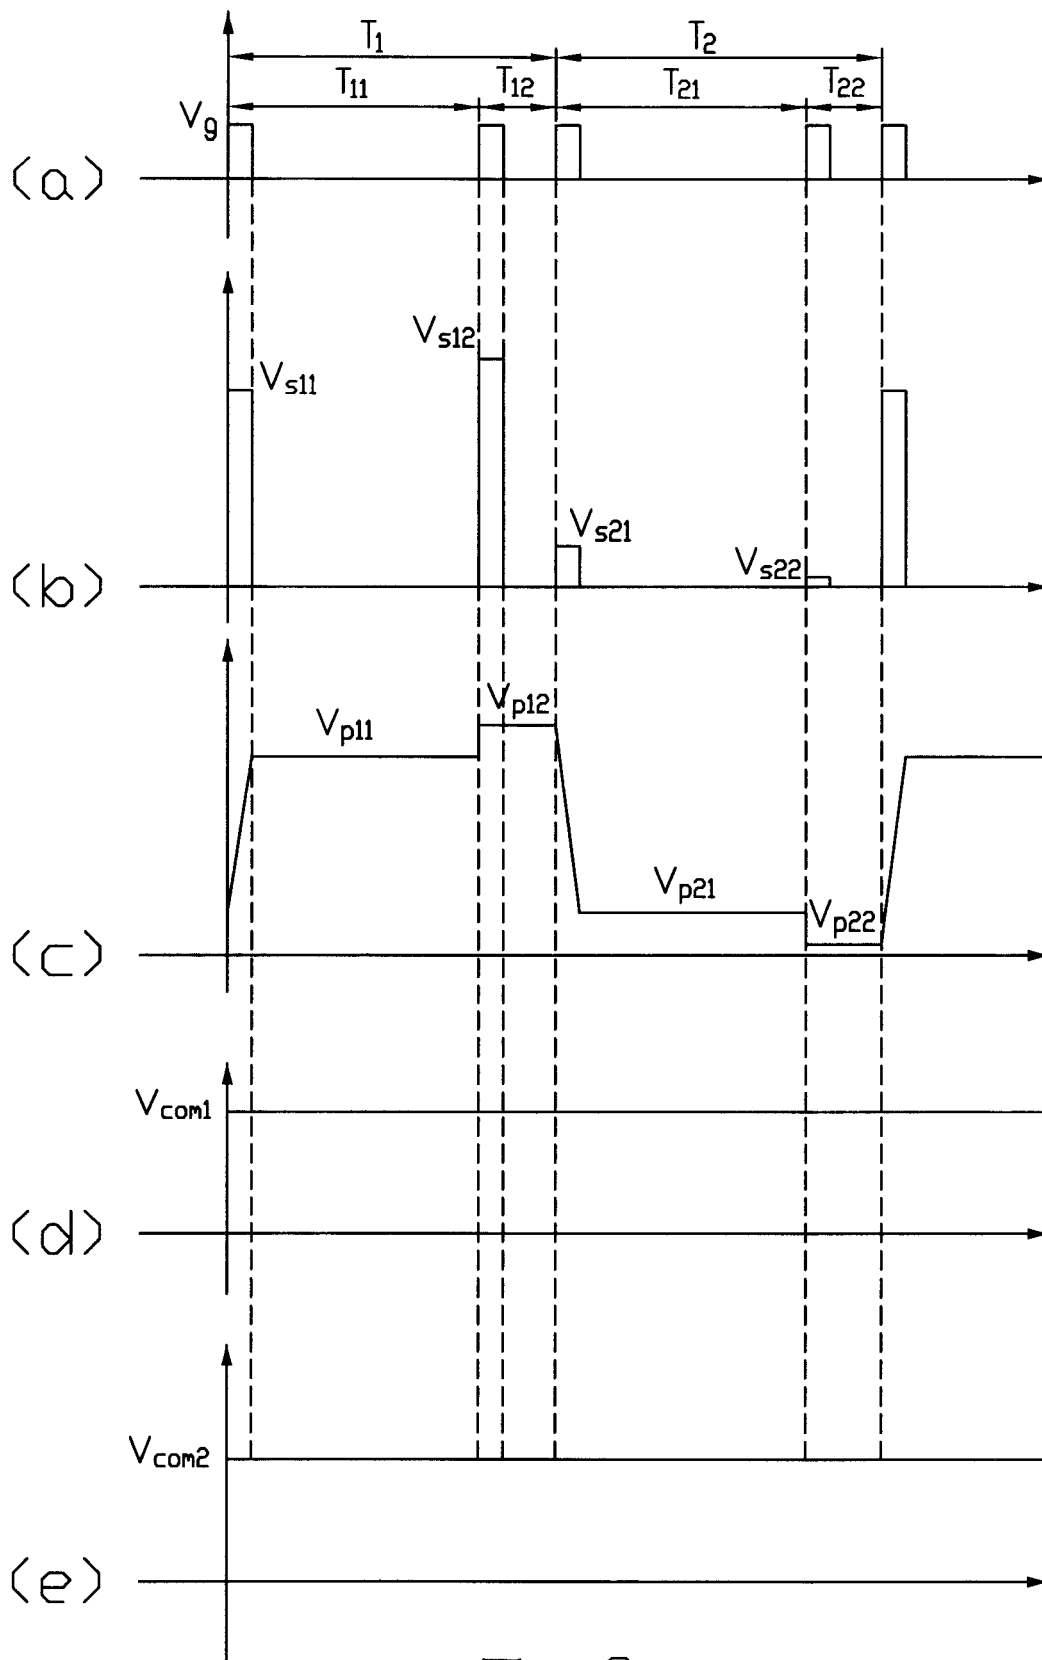 T1 T2
T11 T12 T21 T22
Vg
(a)
Vs12
Vs11
Vs21
Vs22
(b)
Vp12
Vp11
Vp21
Vp22
(c)
Vcom1
(d)
Vcom2
(e)